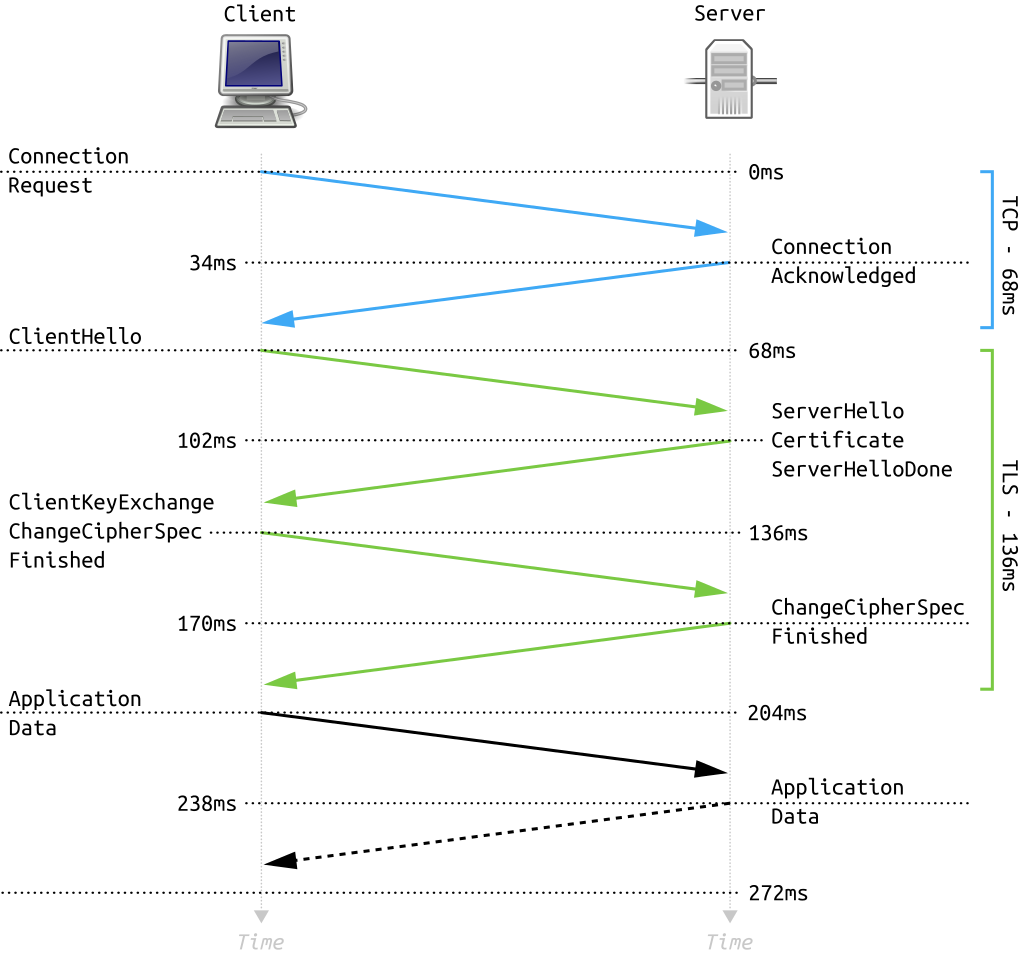 Client
Server
Connection
Request
0ms
TCP - 68ms
34ms
Connection
Acknowledged
ClientHello
68ms
ServerHello
102ms
Certificate
ServerHelloDone
TLS - 136ms
ClientKeyExchange
ChangeCipherSpec
136ms
Finished
ChangeCipherSpec
170ms
Finished
Application
Data
204ms
238ms
Application
Data
272ms
Time
Time